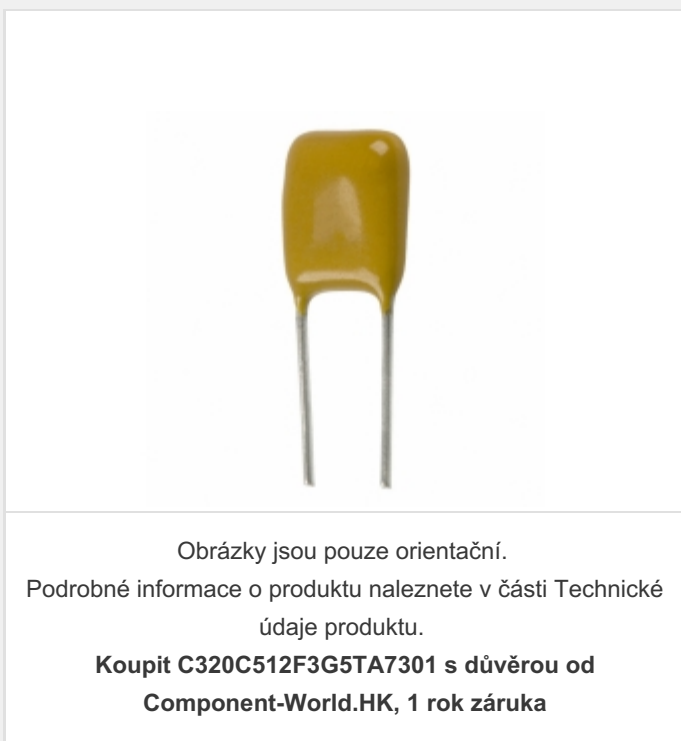 Obrázky jsou pouze orientační.
Podrobné informace o produktu naleznete v části Technické
údaje produktu.
Koupit C320C512F3G5TA7301 s důvěrou od
Component-World.HK, 1 rok záruka